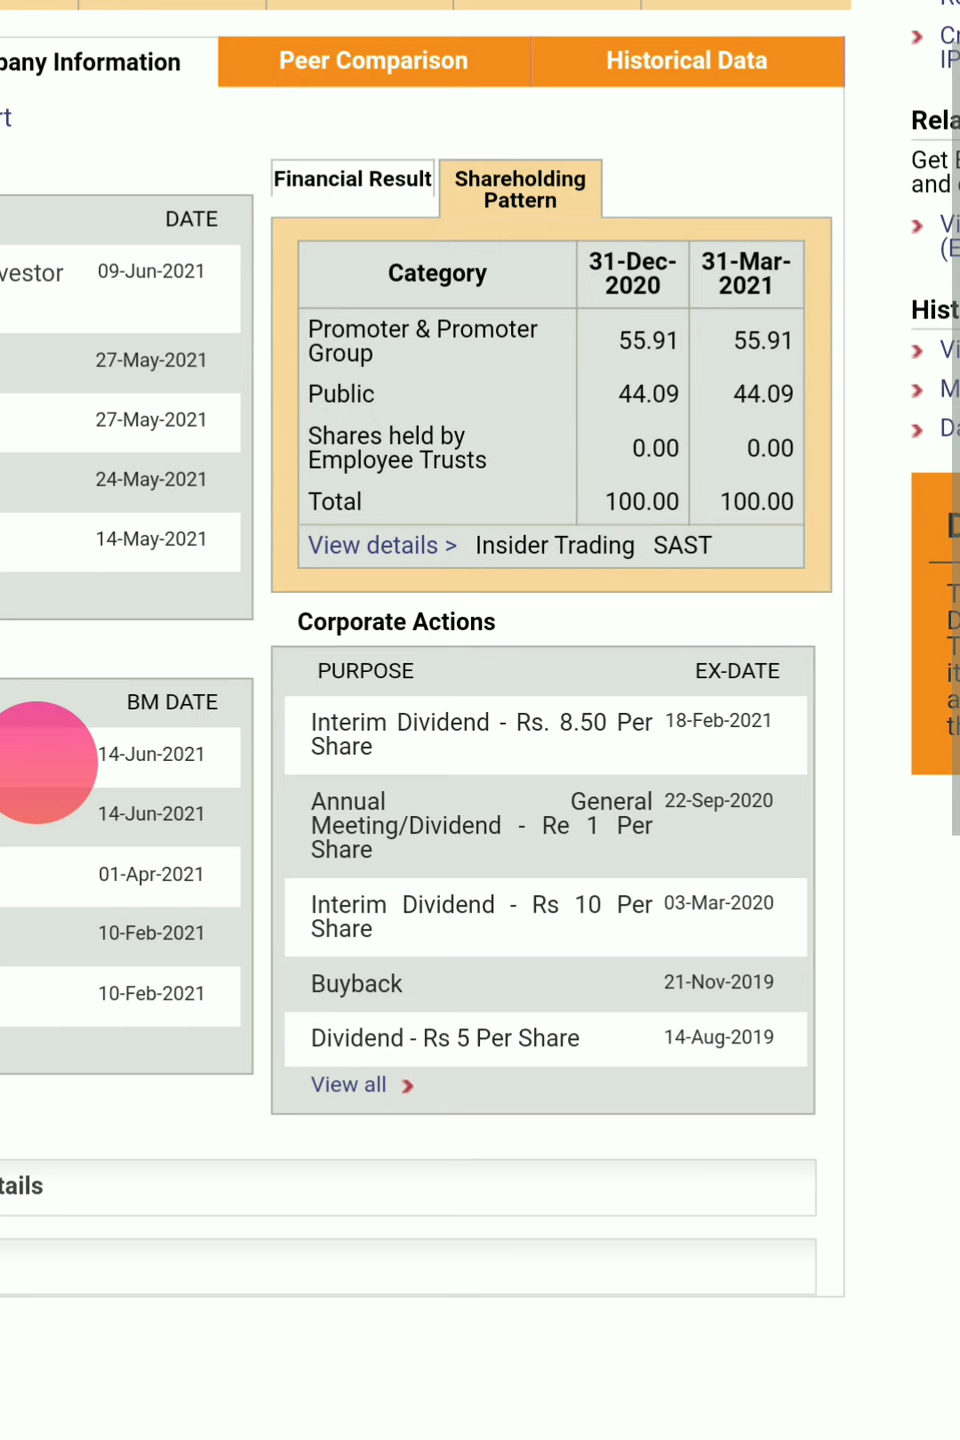 pany Information
Peer Comparison
Historical Data
rt
DATE
vestor 09-Jun-2021
27-May-2021
27-May-2021
24-May-2021
14-May-2021
BM DATE
14-Jun-2021
14-Jun-2021
01-Apr-2021
10-Feb-2021
10-Feb-2021
Financial Result
Shareholding
Pattern
Category
31-Dec-
2020
31-Mar-
2021
Promoter & Promoter
Group
55.91 55.91
Public 44.09 44.09
Shares held by
Employee Trusts
0.00 0.00
Total 100.00 100.00
View details > Insider Trading SAST
Corporate Actions
PURPOSE EX-DATE
Interim Dividend - Rs. 8.50 Per 18-Feb-2021
Share
Annual General 22-Sep-2020
Meeting/Dividend - Re 1 Per
Share
Interim Dividend - Rs 10 Per 03-Mar-2020
Share
Buyback 21-Nov-2019
Dividend - Rs 5 Per Share 14-Aug-2019
View all
tails
IP
Rela
Get
and
Vi
(E
Hist
Vi
M
Da